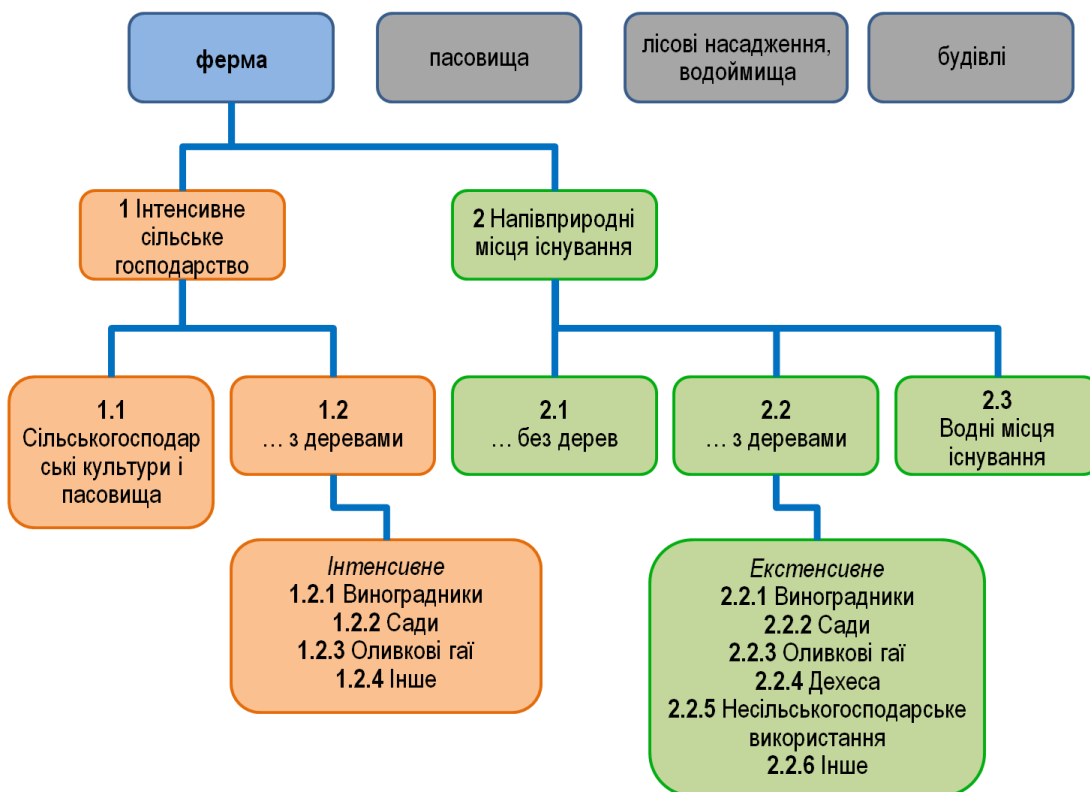 ферма
пасовища
лісові насадження,
водоймища
будівлі
1 Інтенсивне
сільське
господарство
2 Напівприродні
місця існування
1.1
Сільськогосподар
ські культури і
пасовища
1.2
… з деревами
2.1
… без дерев
2.2
… з деревами
2.3
Водні місця
існування
Інтенсивне
1.2.1 Виноградники
1.2.2 Сади
1.2.3 Оливкові гаї
1.2.4 Інше
Екстенсивне
2.2.1 Виноградники
2.2.2 Сади
2.2.3 Оливкові гаї
2.2.4 Дехеса
2.2.5 Несільськогосподарське
використання
2.2.6 Інше